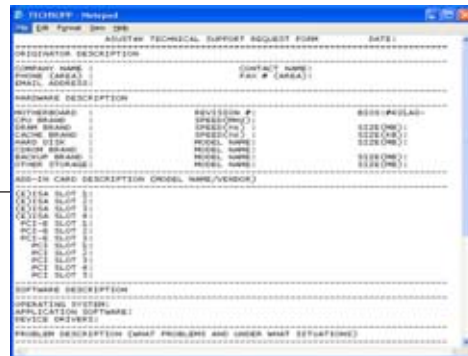 TECHSUPP - Notepad
File Edit Format View Help
ASUSTeK TECHNICAL SUPPORT REQUEST FORM DATE:
ORIGINATOR DESCRIPTION
COMPANY NAME : CONTACT NAME:
PHONE (AREA) : FAX # (AREA):
EMAIL ADDRESS:
HARDWARE DESCRIPTION
MOTHERBOARD : REVISION #: BIOS:
CPU BRAND : SPEED(MHz):
DRAM BRAND : SPEED(ns) : SIZE(MB):
CACHE BRAND : SPEED(ns) : SIZE(KB):
HARD DISK : MODEL NAME: SIZE(MB):
CDROM BRAND : MODEL NAME:
BACKUP BRAND : MODEL NAME: SIZE(MB):
OTHER STORAGE: MODEL NAME: SIZE(MB):
ADD-IN CARD DESCRIPTION (MODEL NAME/VENDOR)
(E)ISA SLOT 1:
(E)ISA SLOT 2:
(E)ISA SLOT 3:
(E)ISA SLOT 4:
PCI-E SLOT 1:
PCI-E SLOT 2:
PCI-E SLOT 3:
PCI SLOT 1:
PCI SLOT 2:
PCI SLOT 3:
PCI SLOT 4:
PCI SLOT 5:
SOFTWARE DESCRIPTION
OPERATING SYSTEM:
APPLICATION SOFTWARE:
DEVICE DRIVERS:
PROBLEM DESCRIPTION (WHAT PROBLEMS AND UNDER WHAT SITUATIONS)